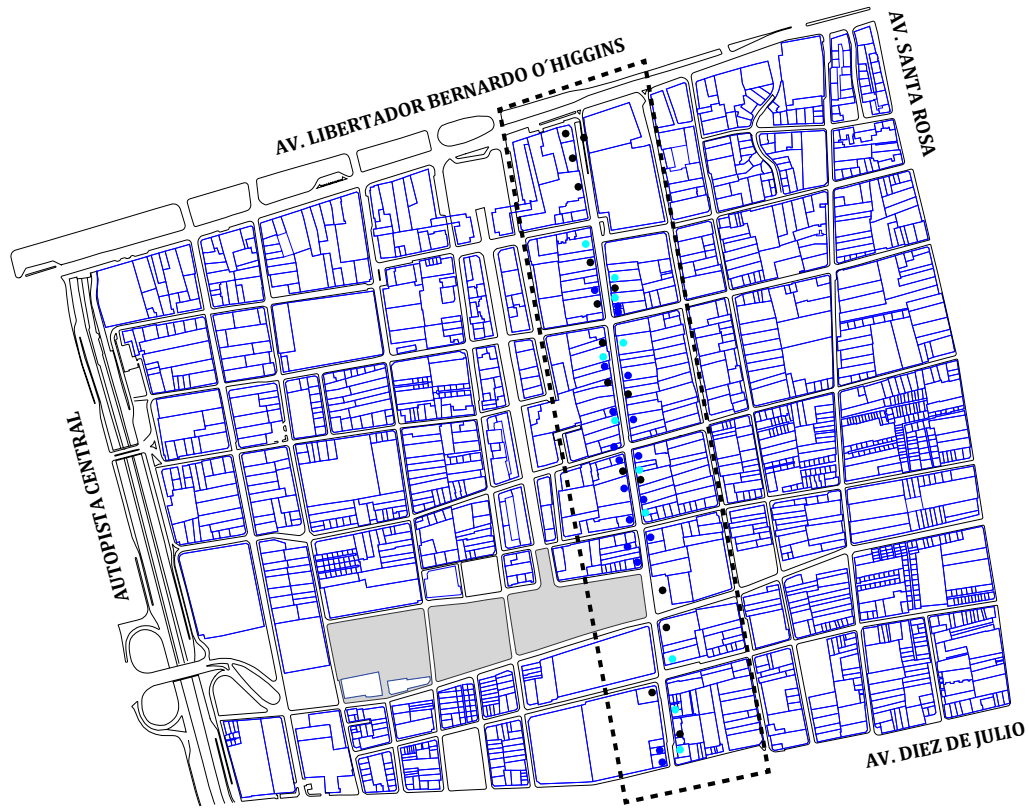 AV. LIBERTADOR BERNARDO O´HIGGINS
AV. SANTA ROSA
AUTOPISTA CENTRAL
AV. DIEZ DE JULIO